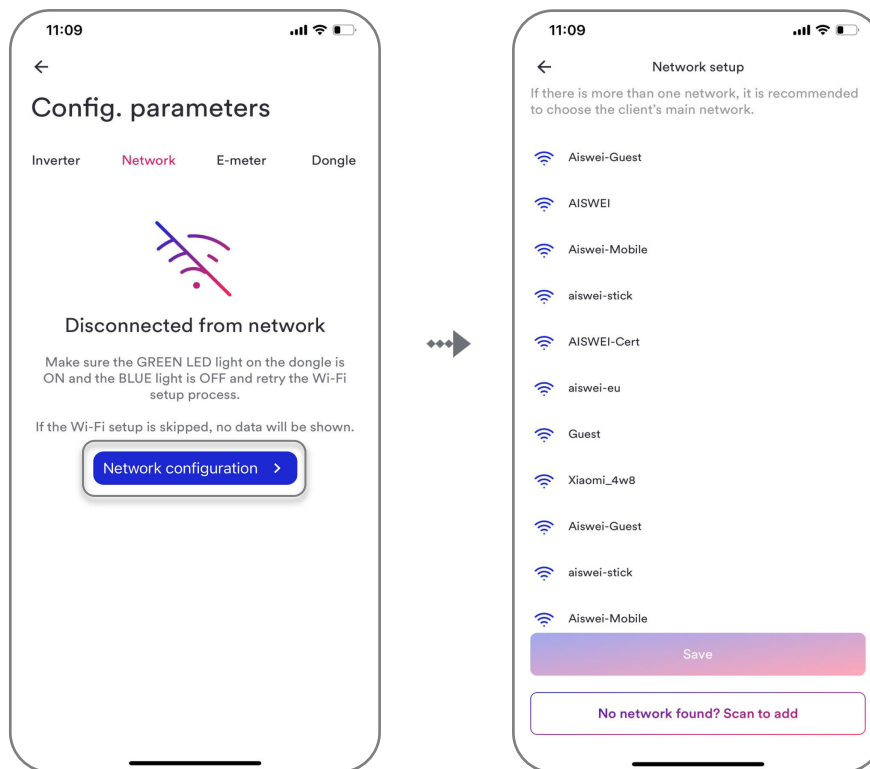 11:09
Config. parameters
Inverter Network E-meter Dongle
Disconnected from network
Make sure the GREEN LED light on the dongle is
ON and the BLUE light is OFF and retry the Wi-Fi
setup process.
If the Wi-Fi setup is skipped, no data will be shown.
Network configuration >
11:09
Network setup
If there is more than one network, it is recommended
to choose the client's main network.
Aiswei-Guest
AISWEI
Aiswei-Mobile
aiswei-stick
AISWEI-Cert
aiswei-eu
Guest
Xiaomi_4w8
Aiswei-Guest
aiswei-stick
Aiswei-Mobile
Save
No network found? Scan to add